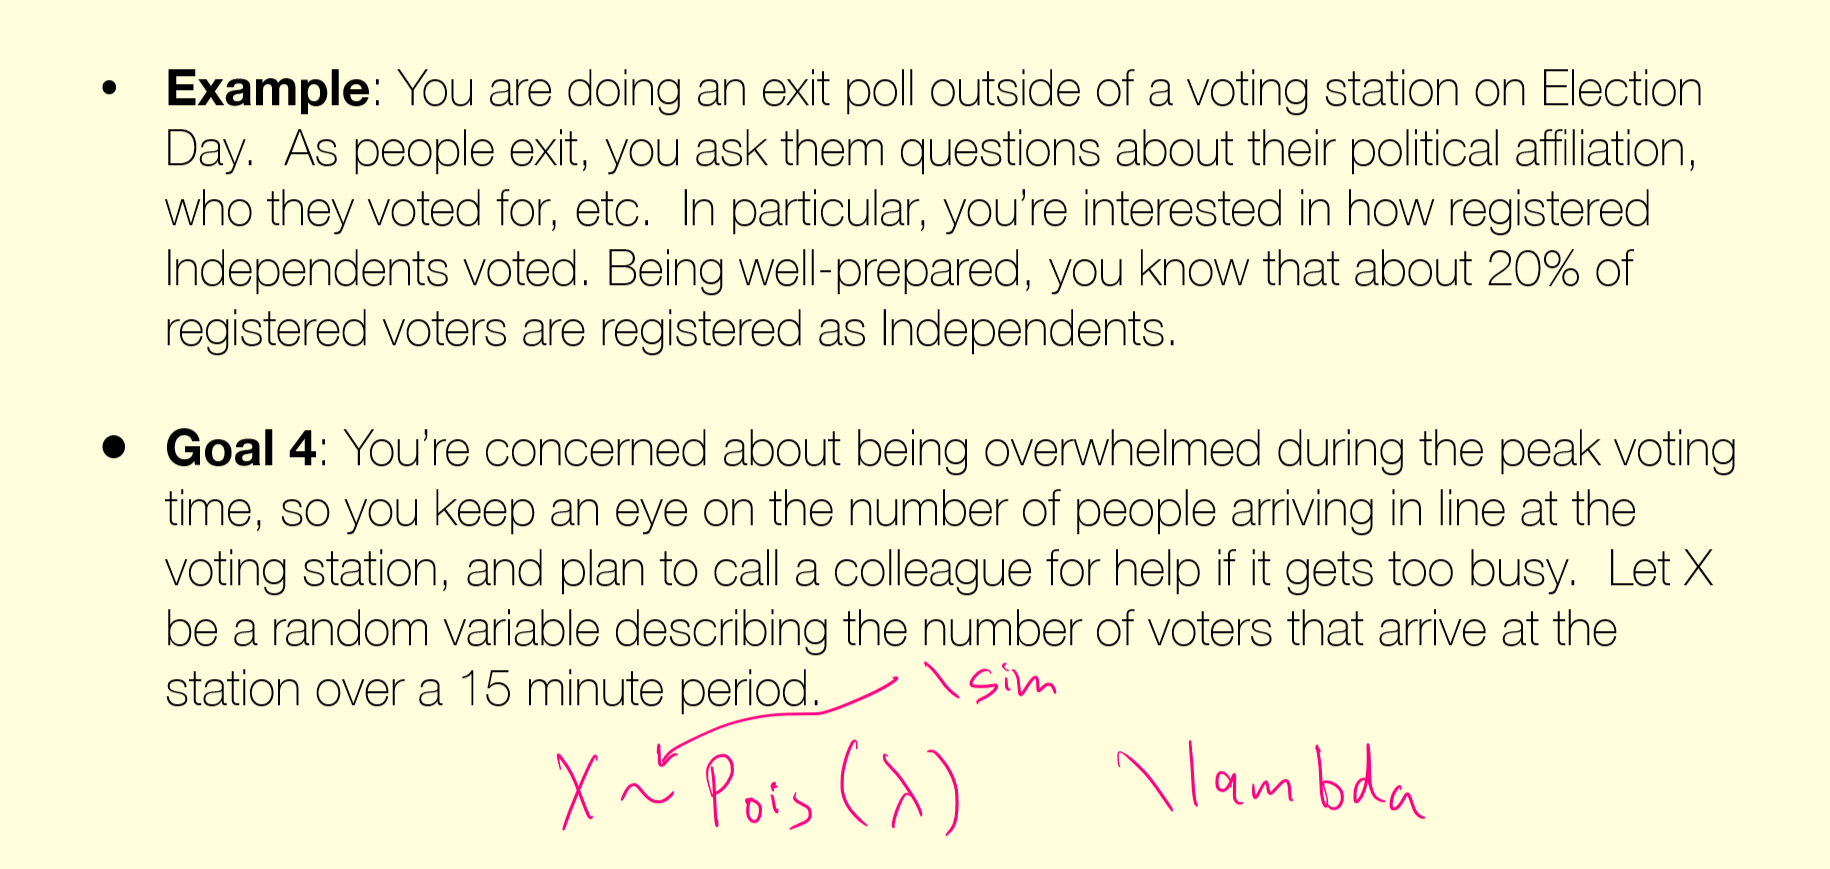 • Example: You are doing an exit poll outside of a voting station on Election
Day.  As people exit, you ask them questions about their political affiliation,
who they voted for, etc.  In particular, you’re interested in how registered
Independents voted. Being well-prepared, you know that about 20% of
registered voters are registered as Independents.
• Goal 4: You’re concerned about being overwhelmed during the peak voting
time, so you keep an eye on the number of people arriving in line at the
voting station, and plan to call a colleague for help if it gets too busy.  Let X
be a random variable describing the number of voters that arrive at the
station over a 15 minute period.
\sim
X ~ Pois (λ)
\lambda